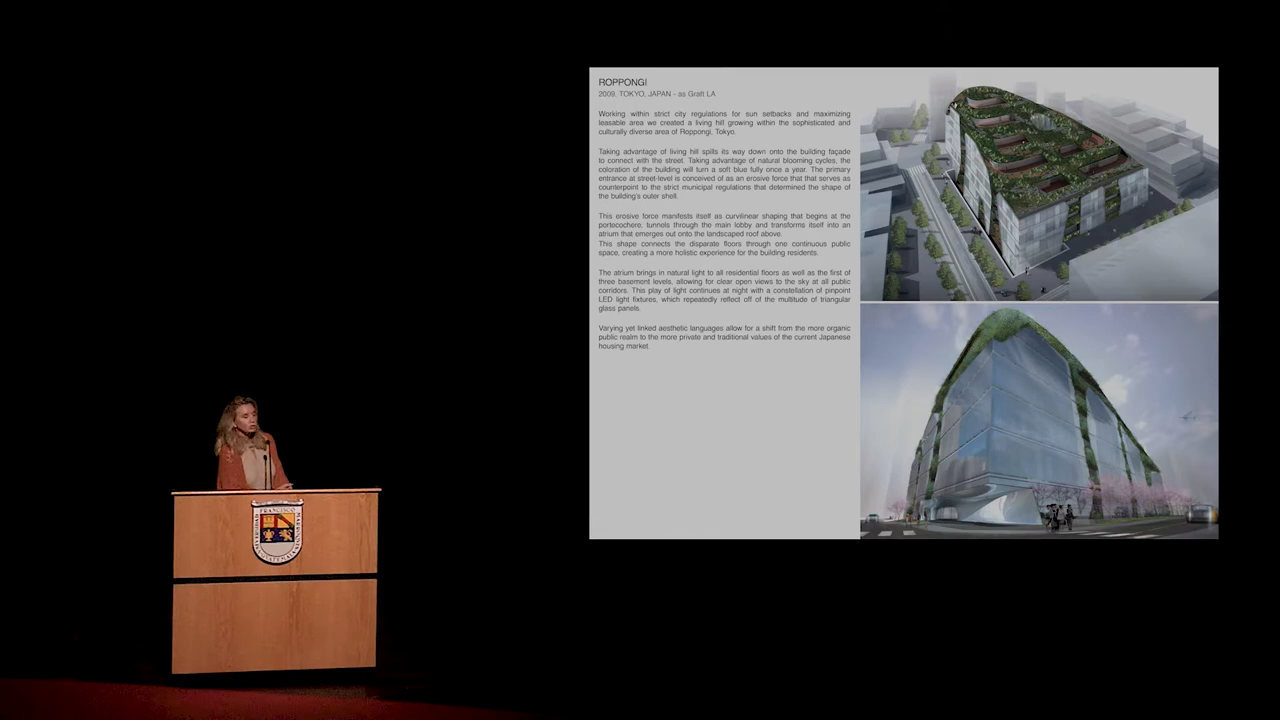 ROPPONGI
2009, TOKYO, JAPAN - as Graft LA
Working within strict city regulations for sun setbacks and maximizing
leasable area we created a living hill growing within the sophisticated and
culturally diverse area of Roppongi, Tokyo.
Taking advantage of living hill spills its way down onto the building façade
to connect with the street. Taking advantage of natural blooming cycles, the
coloration of the building will turn a soft blue fully once a year. The primary
entrance at street-level is conceived of as an erosive force that that serves as
counterpoint to the strict municipal regulations that determined the shape of
the building's outer shell.
This erosive force manifests itself as curvilinear shaping that begins at the
portecochere, tunnels through the main lobby and transforms itself into an
atrium that emerges out onto the landscaped roof above.
This shape connects the disparate floors through one continuous public
space, creating a more holistic experience for the building residents.
The atrium brings in natural light to all residential floors as well as the first of
three basement levels, allowing for clear open views to the sky at all public
corridors. This play of light continues at night with a constellation of pinpoint
LED light fixtures, which repeatedly reflect off of the multitude of triangular
glass panels.
Varying yet linked aesthetic languages allow for a shift from the more organic
public realm to the more private and traditional values of the current Japanese
housing market.
FRANCISCO